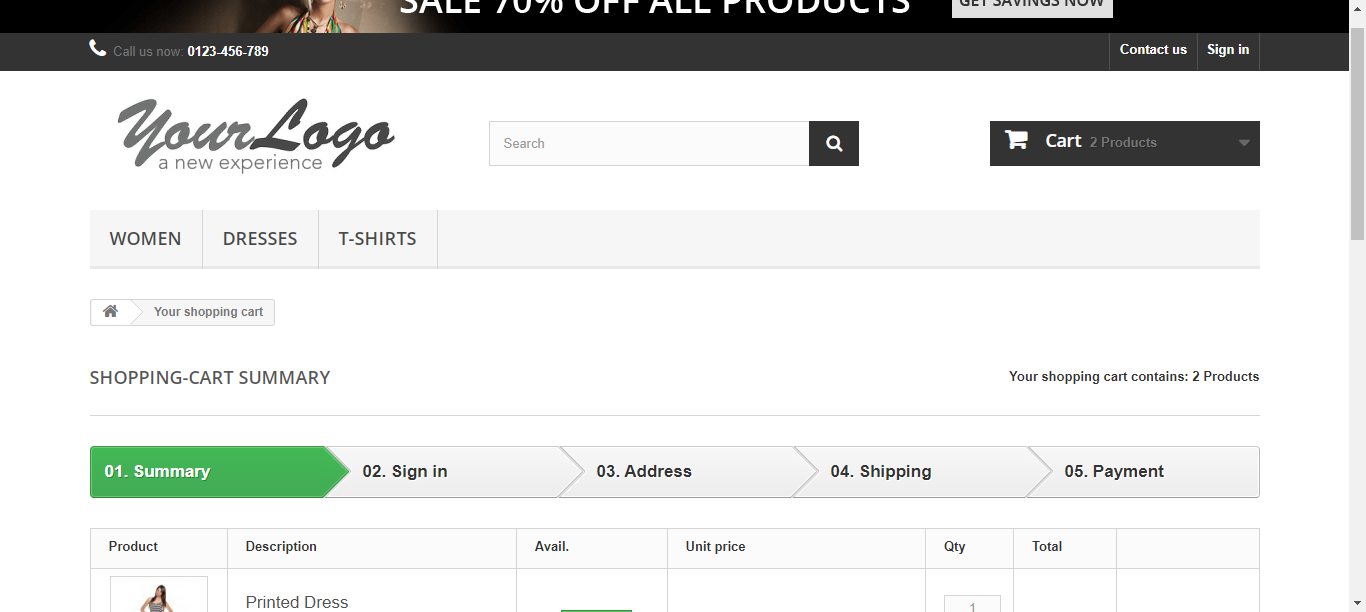 SALE 70% OFF ALL PRODUCTS
GET SAVINGS NOW
Call us now: 0123-456-789
Contact us
Sign in
YourLogo
a new experience
Search
Cart 2 Products
WOMEN
DRESSES
T-SHIRTS
Your shopping cart
SHOPPING-CART SUMMARY
Your shopping cart contains: 2 Products
01. Summary
02. Sign in
03. Address
04. Shipping
05. Payment
Product
Description
Avail.
Unit price
Qty
Total
Printed Dress
1